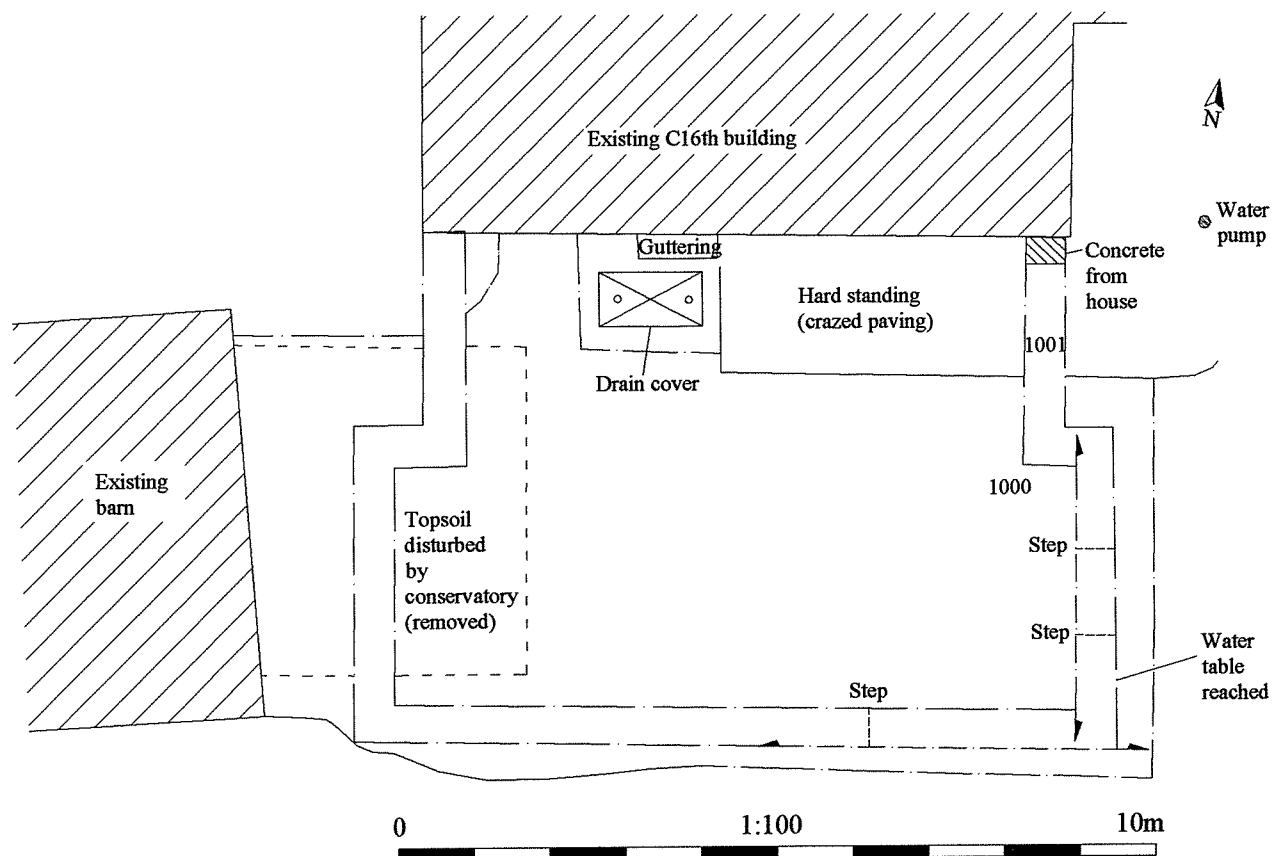 Existing C16th building
N
Water
pump
Guttering
Concrete
from
house
Hard standing
(crazed paving)
1001
Drain cover
Existing
barn
1000
Topsoil
disturbed
by
conservatory
(removed)
Step
Step
Water
table
reached
Step
0
1:100
10m